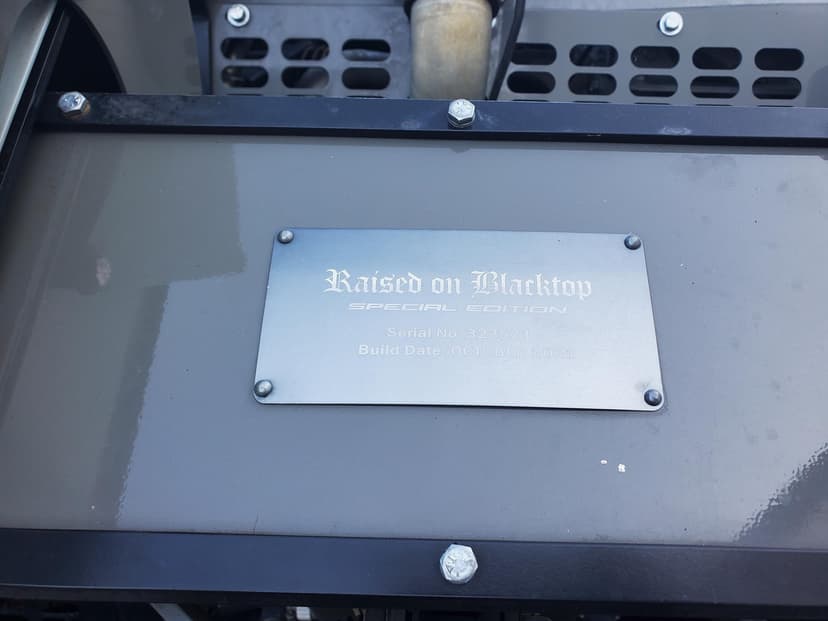 Raised on Blacktop
SPECIAL EDITION
Serial No.
Build Date: